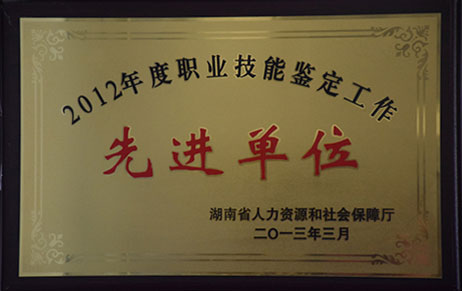 2012年度职业技能鉴定工作
先进单位
湖南省人力资源和社会保障厅
二〇一三年三月